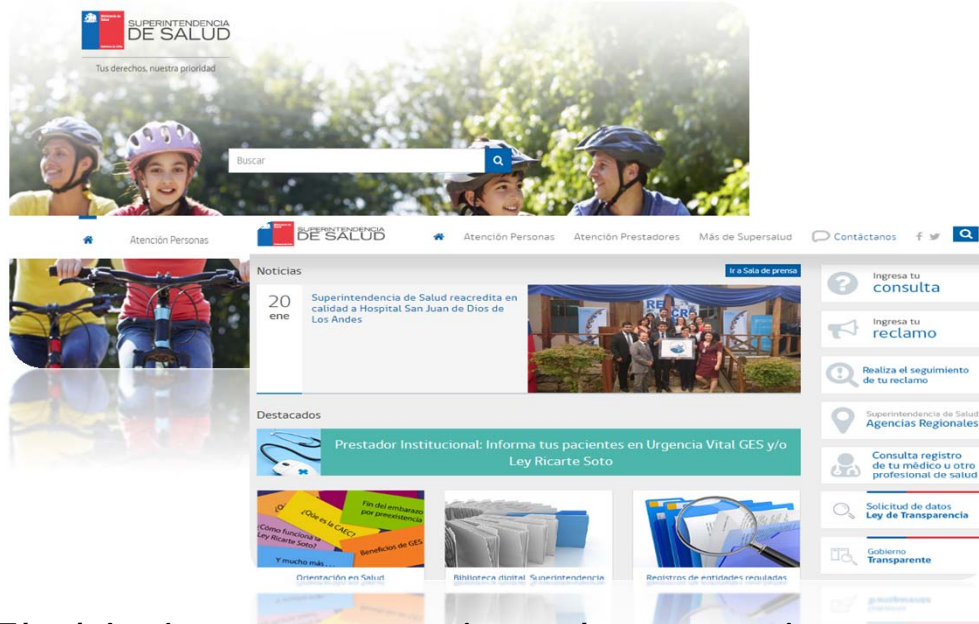 SUPERINTENDENCIA
DE SALUD
Tus derechos, nuestra prioridad
Buscar
Atención Personas
SUPERINTENDENCIA
DE SALUD
Atención Personas
Atención Prestadores
Más de Supersalud
Contáctanos
Noticias
Ir a Sala de prensa
20
ene
Superintendencia de Salud reacredita en
calidad a Hospital San Juan de Dios de
Los Andes
Destacados
Prestador Institucional: Informa tus pacientes en Urgencia Vital GES y/o
Ley Ricarte Soto
¿Qué es la CAEC?
Fin del embarazo
por preexistencia
¿Cómo funciona la
Ley Ricarte Soto?
Beneficios de GES
Y mucho más
Orientación en Salud
Biblioteca digital Superintendencia
Registros de entidades reguladas
Ingresa tu
consulta
Ingresa tu
reclamo
Realiza el seguimiento
de tu reclamo
Superintendencia de Salud
Agencias Regionales
Consulta registro
de tu médico u otro
profesional de salud
Solicitud de datos
Ley de Transparencia
Gobierno
Transparente